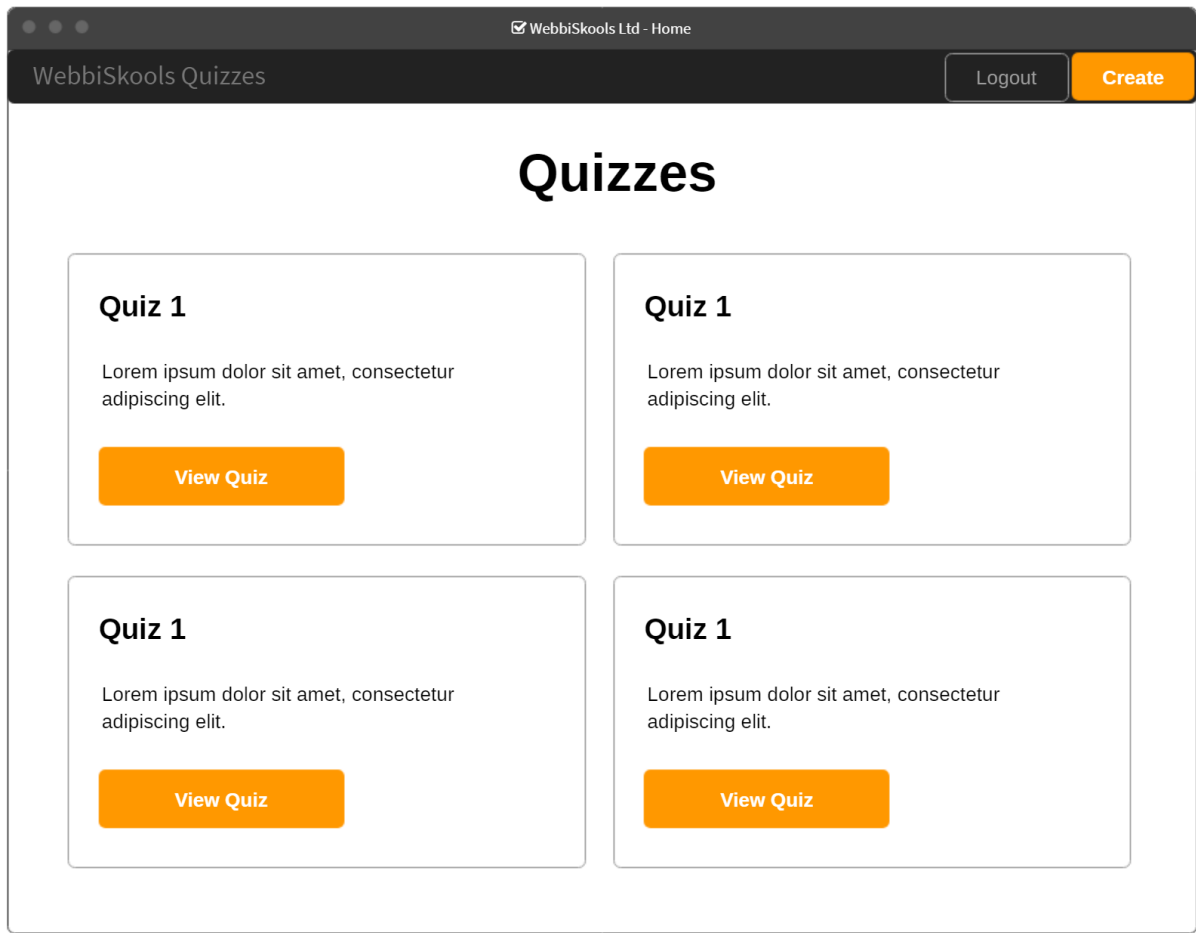 WebbiSkools Ltd - Home
WebbiSkools Quizzes
Logout
Create
Quizzes
Quiz 1
Lorem ipsum dolor sit amet, consectetur
adipiscing elit.
View Quiz
Quiz 1
Lorem ipsum dolor sit amet, consectetur
adipiscing elit.
View Quiz
Quiz 1
Lorem ipsum dolor sit amet, consectetur
adipiscing elit.
View Quiz
Quiz 1
Lorem ipsum dolor sit amet, consectetur
adipiscing elit.
View Quiz